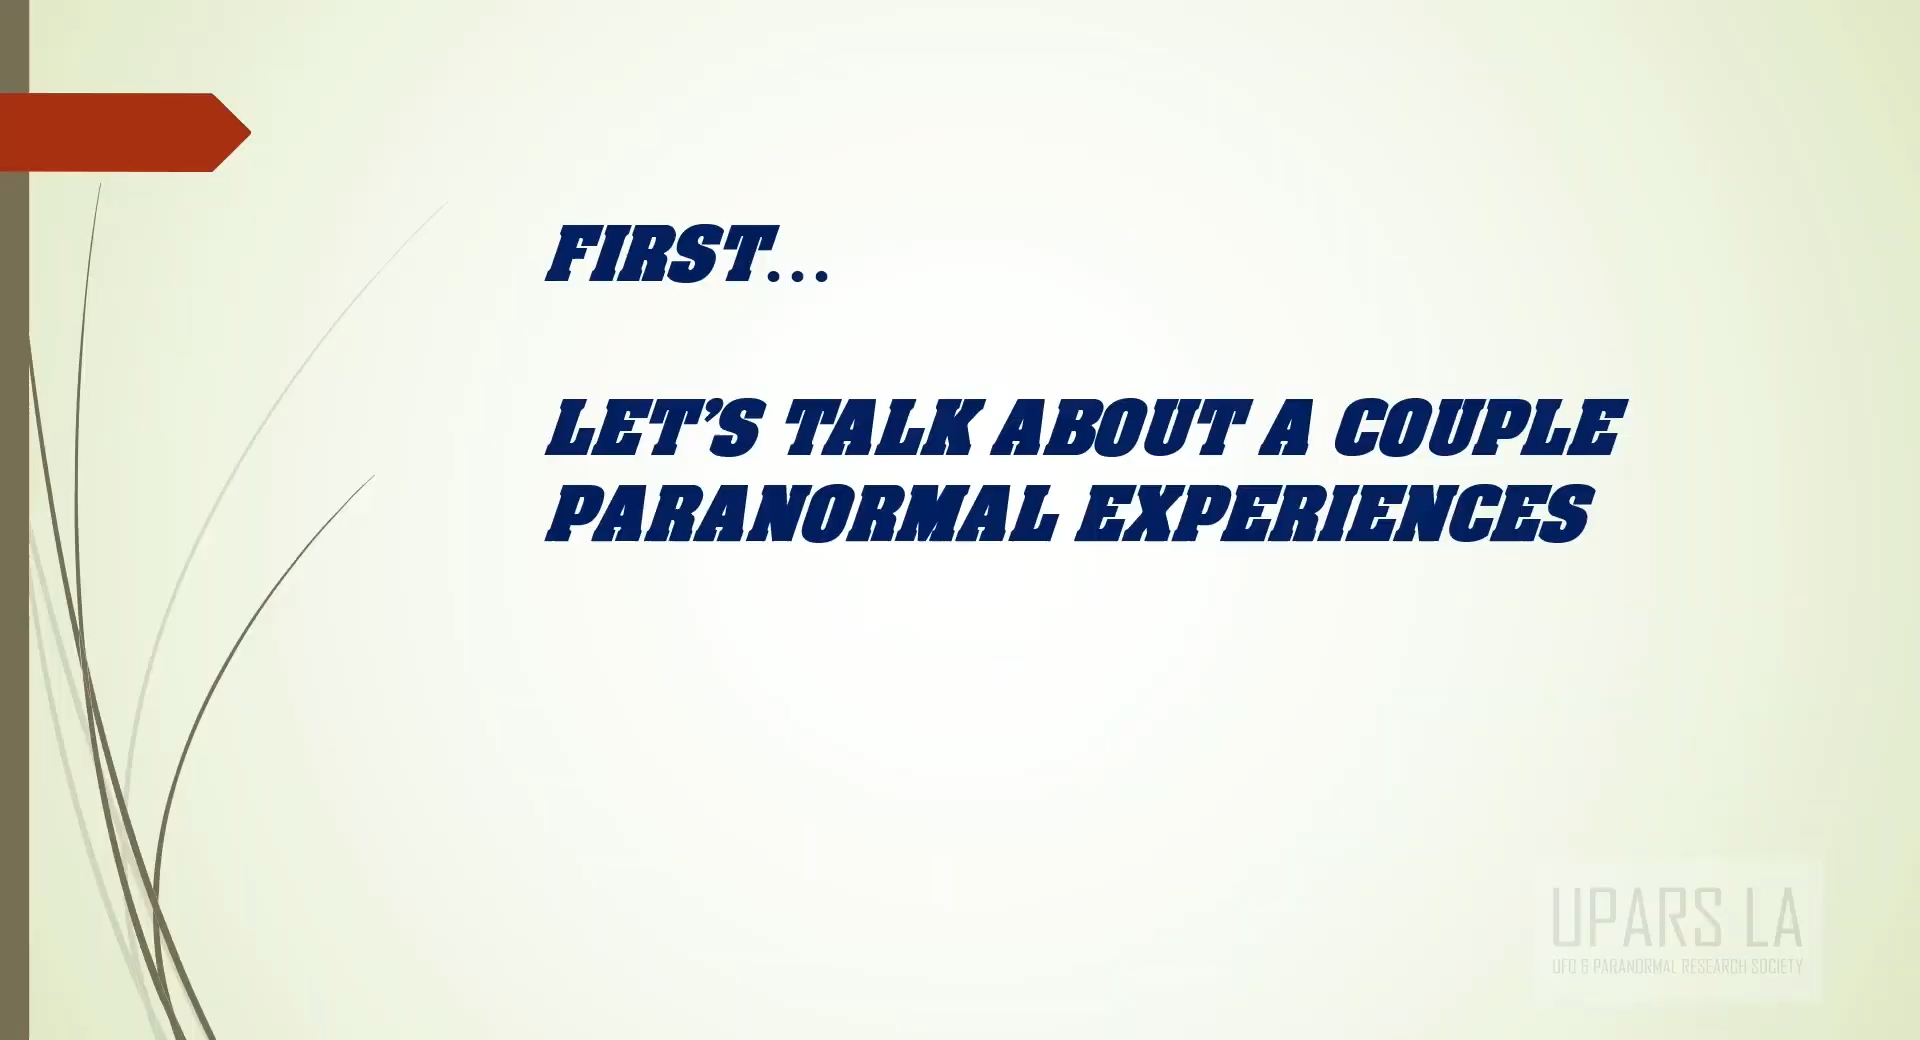 FIRST...
LET'S TALK ABOUT A COUPLE
PARANORMAL EXPERIENCES
UPARS LA
UFO & PARANORMAL RESEARCH SOCIETY